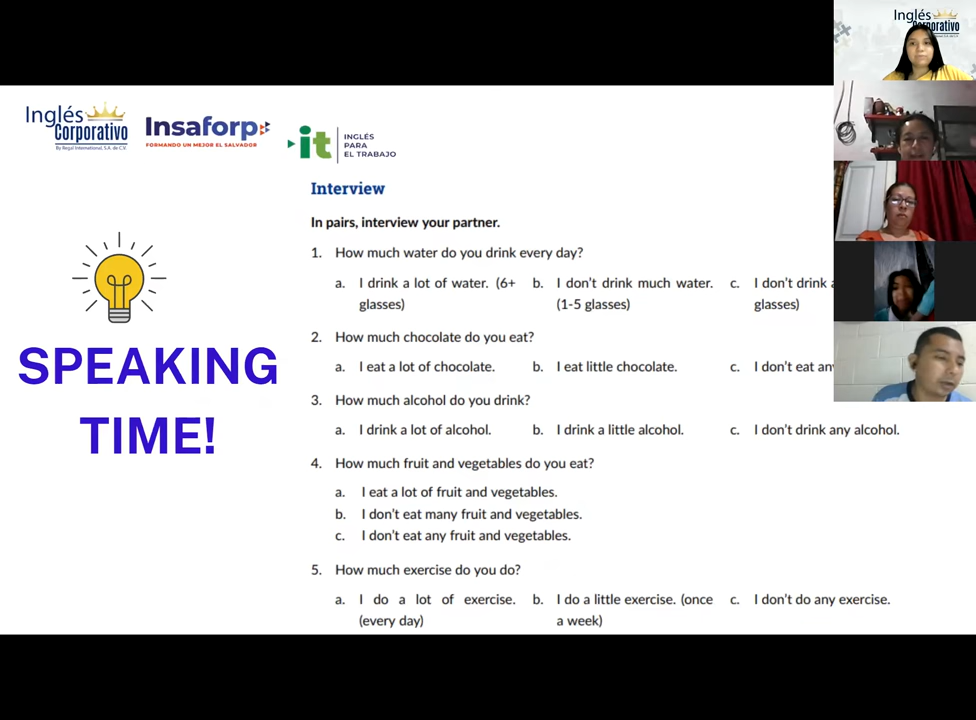 Inglés
Corporativo
Inglés
Corporativo
By Regal International, S.A. de C.V.
Insaforp
FORMANDO UN MEJOR EL SALVADOR
it
INGLÉS
PARA
EL TRABAJO
Interview
In pairs, interview your partner.
1. How much water do you drink every day?
a. I drink a lot of water. (6+ b. I don't drink much water. c. I don't drink
glasses) (1-5 glasses) glasses)
2. How much chocolate do you eat?
a. I eat a lot of chocolate. b. I eat little chocolate. c. I don't eat
3. How much alcohol do you drink?
a. I drink a lot of alcohol. b. I drink a little alcohol. c. I don't drink any alcohol.
4. How much fruit and vegetables do you eat?
a. I eat a lot of fruit and vegetables.
b. I don't eat many fruit and vegetables.
c. I don't eat any fruit and vegetables.
5. How much exercise do you do?
a. I do a lot of exercise. b. I do a little exercise. (once c. I don't do any exercise.
(every day) a week)
SPEAKING
TIME!